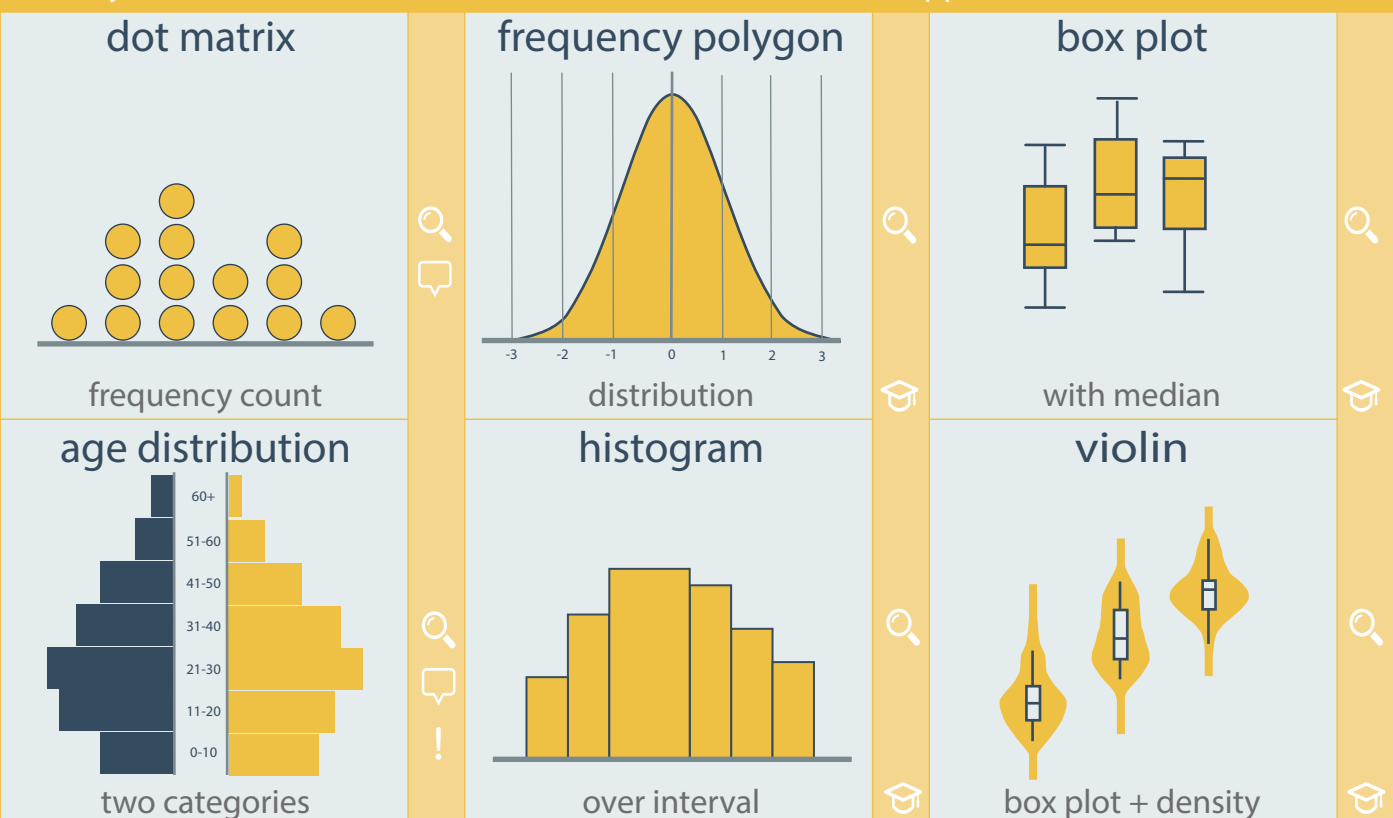 dot matrix
frequency count
frequency polygon
-3 -2 -1 0 1 2 3
distribution
box plot
with median
age distribution
60+
51-60
41-50
31-40
21-30
11-20
0-10
two categories
histogram
over interval
violin
box plot + density